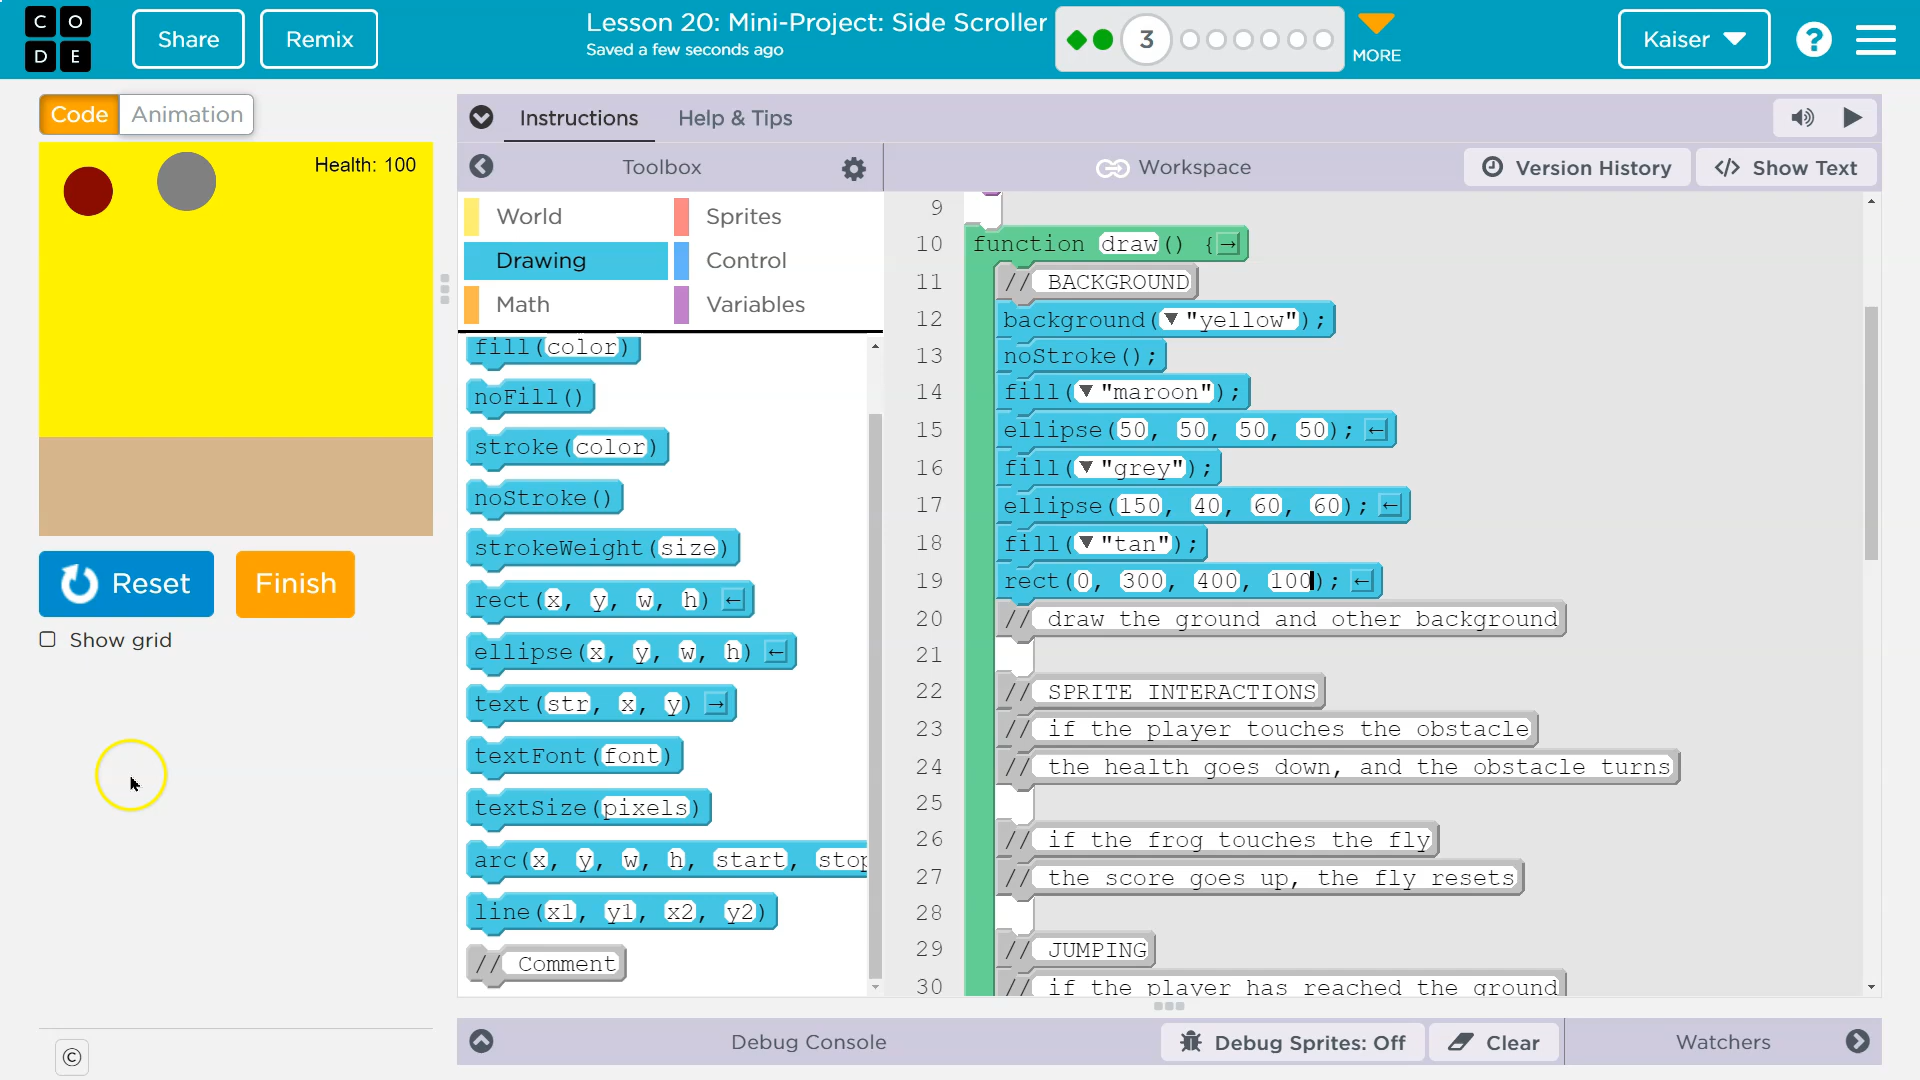 CO
DE
Share
Remix
Lesson 20: Mini-Project: Side Scroller
Saved a few seconds ago
3
MORE
Kaiser
?
Code
Animation
Health: 100
Reset
Finish
Show grid
©
Instructions
Help & Tips
Toolbox
Workspace
Version History
</> Show Text
World
Sprites
Drawing
Control
Math
Variables
fill(color)
noFill()
stroke(color)
noStroke()
strokeWeight(size)
rect(x, y, w, h) ←
ellipse(x, y, w, h) ←
text(str, x, y) →
textFont(font)
textSize(pixels)
arc(x, y, w, h, start, stop
line(x1, y1, x2, y2)
// Comment
9
10 function draw() { →
11 // BACKGROUND
12 background(▼ "yellow");
13 noStroke();
14 fill(▼ "maroon");
15 ellipse(50, 50, 50, 50); ←
16 fill(▼ "grey");
17 ellipse(150, 40, 60, 60); ←
18 fill(▼ "tan");
19 rect(0, 300, 400, 100); ←
20 // draw the ground and other background
21
22 // SPRITE INTERACTIONS
23 // if the player touches the obstacle
24 // the health goes down, and the obstacle turns
25
26 // if the frog touches the fly
27 // the score goes up, the fly resets
28
29 // JUMPING
30 // if the player has reached the ground
Debug Console
Debug Sprites: Off
Clear
Watchers